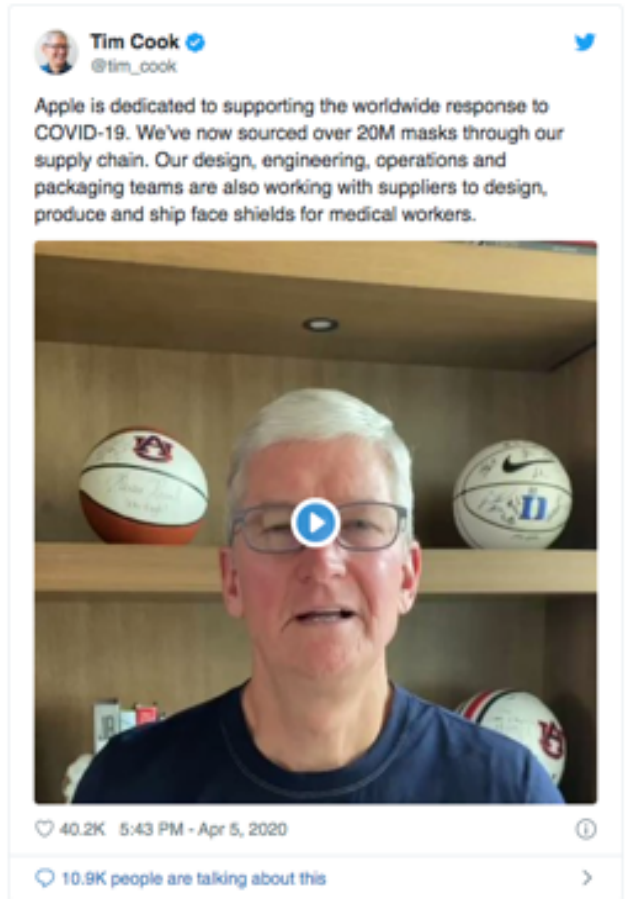 Tim Cook
@tim_cook
Apple is dedicated to supporting the worldwide response to
COVID-19. We've now sourced over 20M masks through our
supply chain. Our design, engineering, operations and
packaging teams are also working with suppliers to design,
produce and ship face shields for medical workers.
40.2K 5:43 PM - Apr 5, 2020
10.9K people are talking about this